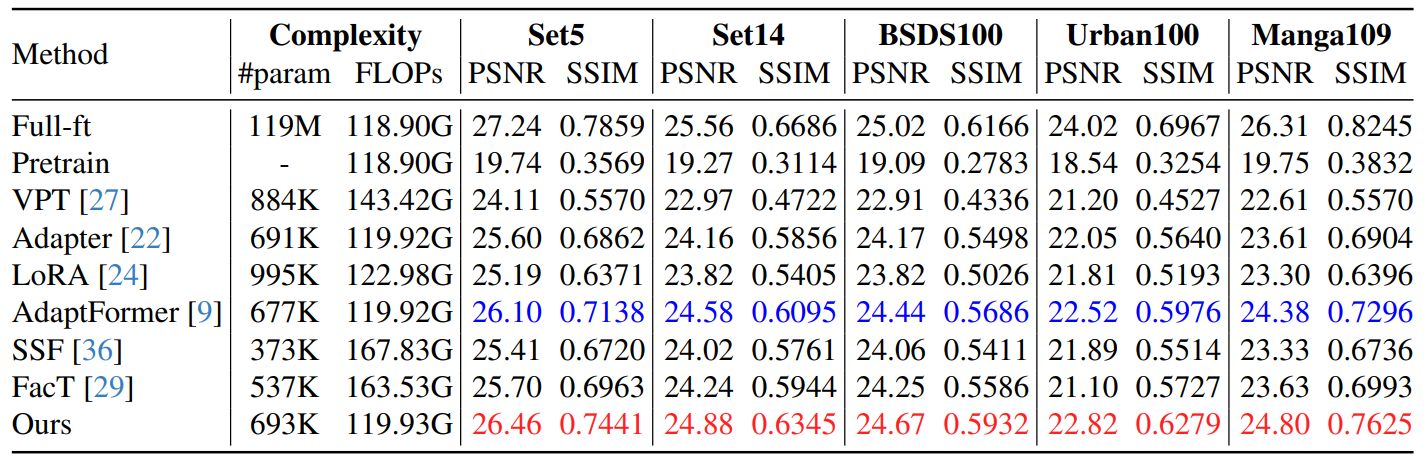 Method Complexity Set5 Set14 BSDS100 Urban100 Manga109
#param FLOPs PSNR SSIM PSNR SSIM PSNR SSIM PSNR SSIM PSNR SSIM
Full-ft 119M 118.90G 27.24 0.7859 25.56 0.6686 25.02 0.6166 24.02 0.6967 26.31 0.8245
Pretrain - 118.90G 19.74 0.3569 19.27 0.3114 19.09 0.2783 18.54 0.3254 19.75 0.3832
VPT [27] 884K 143.42G 24.11 0.5570 22.97 0.4722 22.91 0.4336 21.20 0.4527 22.61 0.5570
Adapter [22] 691K 119.92G 25.60 0.6862 24.16 0.5856 24.17 0.5498 22.05 0.5640 23.61 0.6904
LoRA [24] 995K 122.98G 25.19 0.6371 23.82 0.5405 23.82 0.5026 21.81 0.5193 23.30 0.6396
AdaptFormer [9] 677K 119.92G 26.10 0.7138 24.58 0.6095 24.44 0.5686 22.52 0.5976 24.38 0.7296
SSF [36] 373K 167.83G 25.41 0.6720 24.02 0.5761 24.06 0.5411 21.89 0.5514 23.33 0.6736
FacT [29] 537K 163.53G 25.70 0.6963 24.24 0.5944 24.25 0.5586 21.10 0.5727 23.63 0.6993
Ours 693K 119.93G 26.46 0.7441 24.88 0.6345 24.67 0.5932 22.82 0.6279 24.80 0.7625